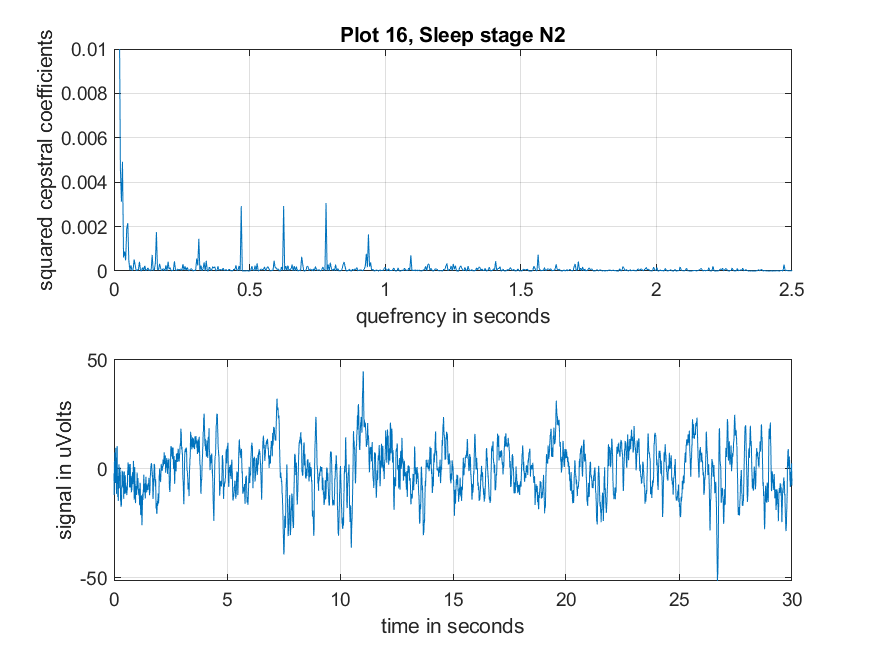 Plot 16, Sleep stage N2
squared cepstral coefficients
0.01
0.008
0.006
0.004
0.002
0
0 0.5 1 1.5 2 2.5
quefrency in seconds
signal in uVolts
50
0
-50
0 5 10 15 20 25 30
time in seconds